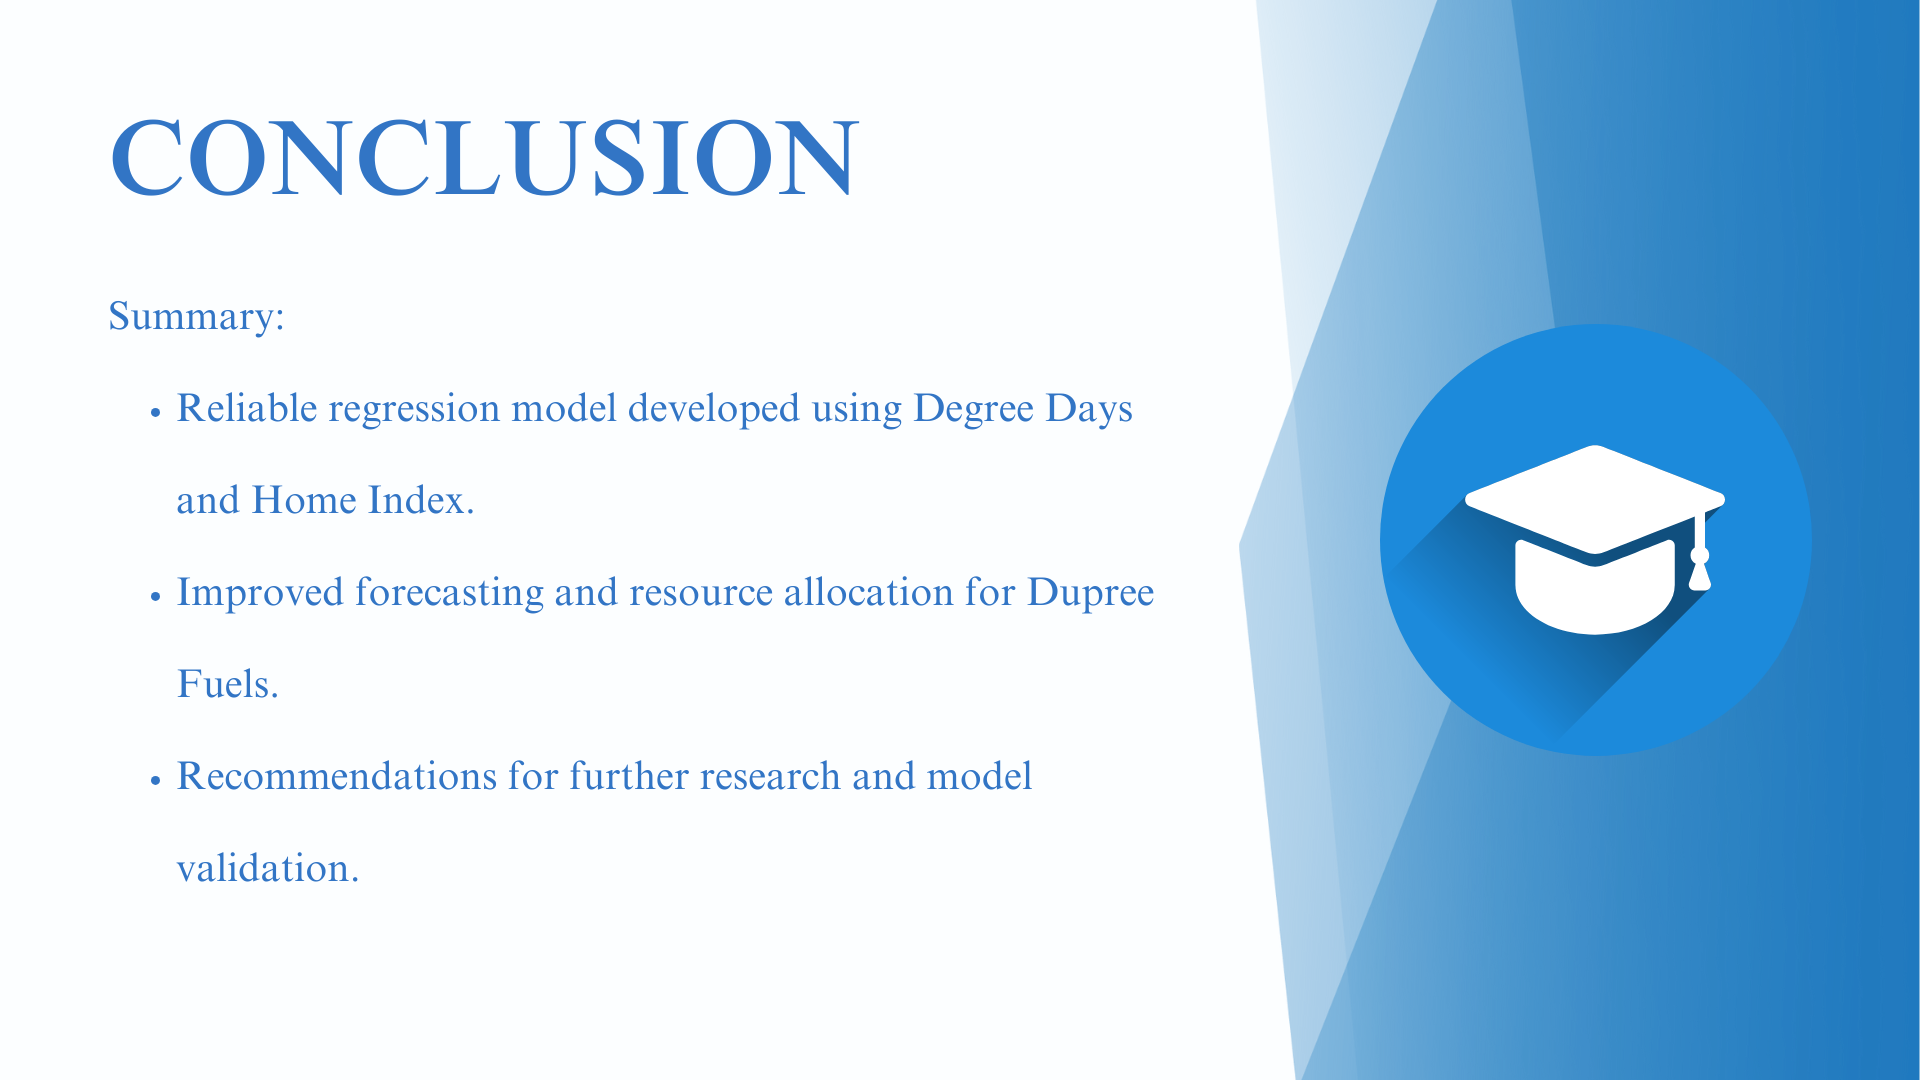 CONCLUSION
Summary:
• Reliable regression model developed using Degree Days
and Home Index.
• Improved forecasting and resource allocation for Dupree
Fuels.
• Recommendations for further research and model
validation.